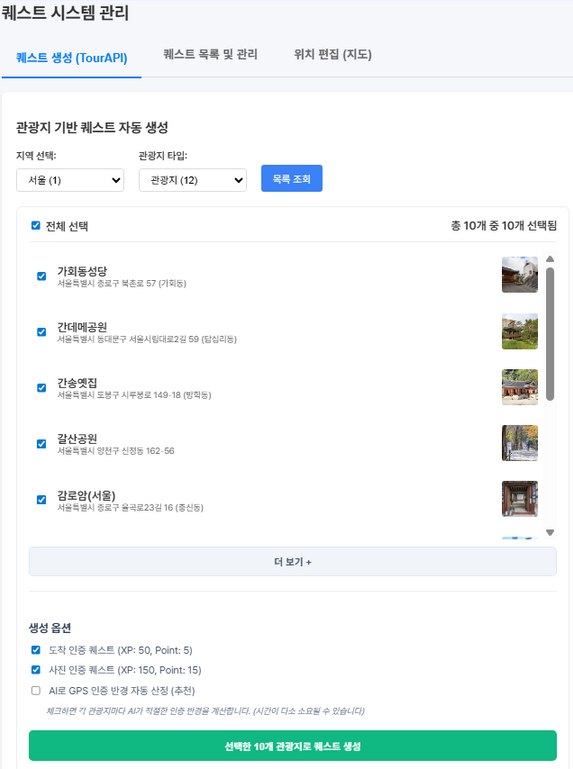 퀘스트 시스템 관리
퀘스트 생성 (TourAPI) 퀘스트 목록 및 관리 위치 편집 (지도)
관광지 기반 퀘스트 자동 생성
지역 선택: 관광지 타입:
서울 (1) 관광지 (12) 목록 조회
전체 선택 총 10개 중 10개 선택됨
가회동성당
서울특별시 종로구 북촌로 57 (가회동)
간데메공원
서울특별시 동대문구 서울시립대로2길 59 (답십리동)
간송옛집
서울특별시 도봉구 시루봉로 149-18 (방학동)
갈산공원
서울특별시 양천구 신정동 162-56
감로암(서울)
서울특별시 종로구 율곡로23길 16 (충신동)
더 보기 +
생성 옵션
도착 인증 퀘스트 (XP: 50, Point: 5)
사진 인증 퀘스트 (XP: 150, Point: 15)
AI로 GPS 인증 반경 자동 산정 (추천)
체크하면 각 관광지마다 AI가 적절한 인증 반경을 계산합니다. (시간이 다소 소요될 수 있습니다)
선택한 10개 관광지로 퀘스트 생성